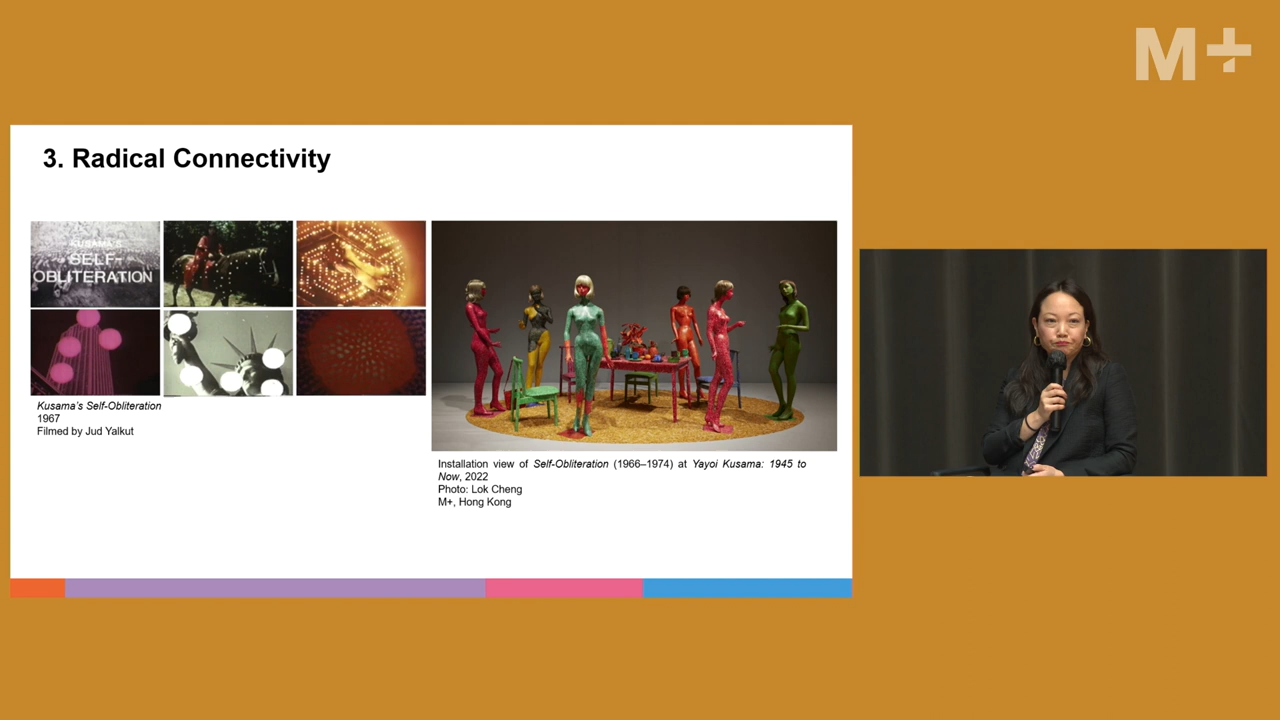 M+
3. Radical Connectivity
KUSAMA'S
SELF-
OBLITERATION
Kusama's Self-Obliteration
1967
Filmed by Jud Yalkut
Installation view of Self-Obliteration (1966–1974) at Yayoi Kusama: 1945 to
Now, 2022
Photo: Lok Cheng
M+, Hong Kong